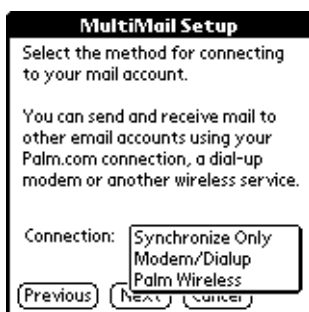 MultiMail Setup
Select the method for connecting
to your mail account.
You can send and receive mail to
other email accounts using your
Palm.com connection, a dial-up
modem or another wireless service.
Connection: Synchronize Only
Modem/Dialup
Palm Wireless
Previous Next Cancel